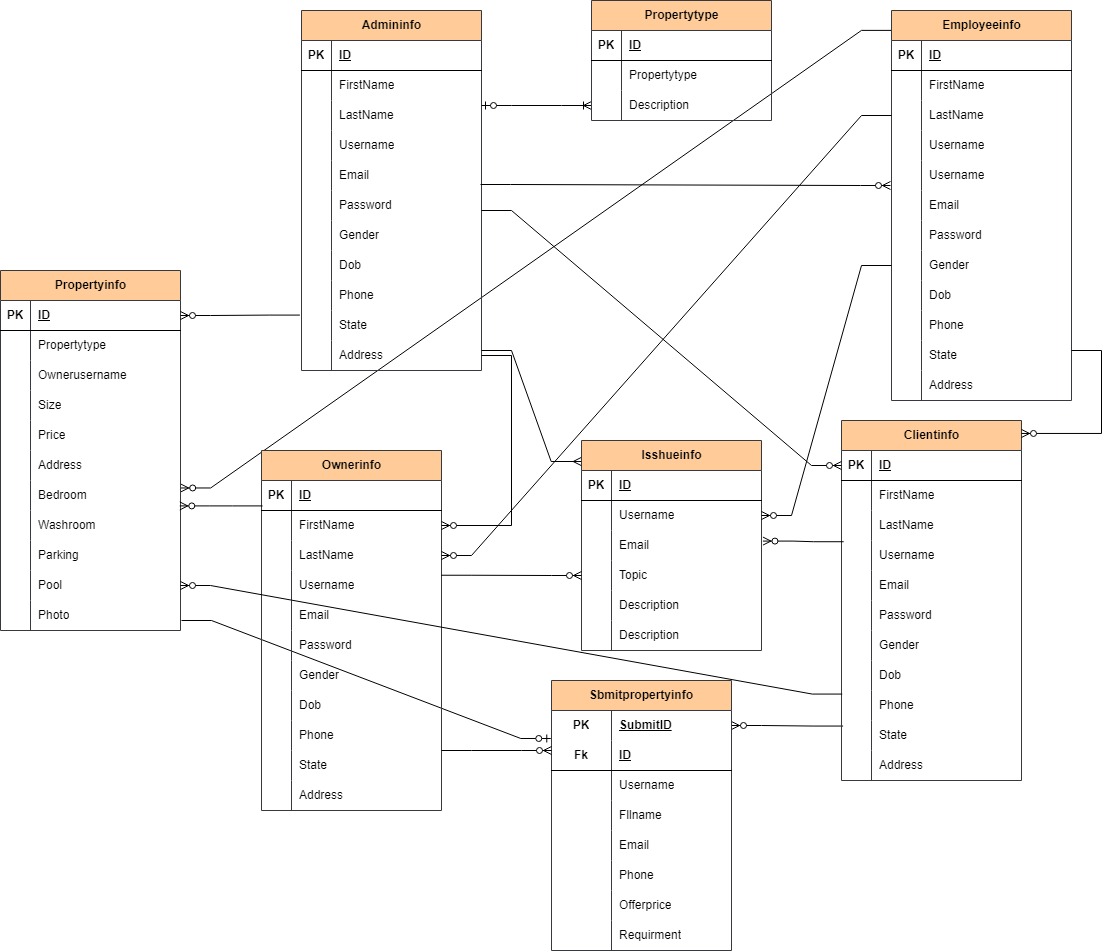 Admininfo
PK ID
FirstName
LastName
Username
Email
Password
Gender
Dob
Phone
State
Address
Propertytype
PK ID
Propertytype
Description
Employeeinfo
PK ID
FirstName
LastName
Username
Username
Email
Password
Gender
Dob
Phone
State
Address
Propertyinfo
PK ID
Propertytype
Ownerusername
Size
Price
Address
Bedroom
Washroom
Parking
Pool
Photo
Ownerinfo
PK ID
FirstName
LastName
Username
Email
Password
Gender
Dob
Phone
State
Address
Isshueinfo
PK ID
Username
Email
Topic
Description
Description
Clientinfo
PK ID
FirstName
LastName
Username
Email
Password
Gender
Dob
Phone
State
Address
Sbmitpropertyinfo
PK SubmitID
Fk ID
Username
Fllname
Email
Phone
Offerprice
Requirment